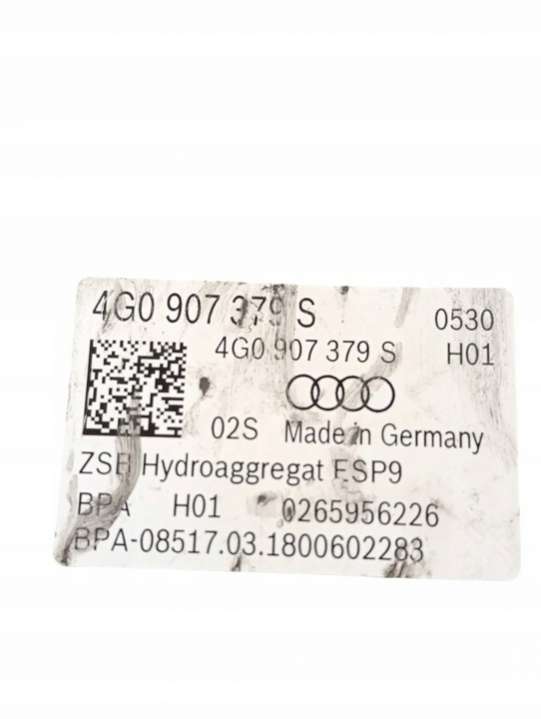 4G0 907 379 S 0530
4G0 907 379 S H01
02S Made in Germany
ZSB Hydroaggregat ESP9
BPA H01 0265956226
BPA-08517.03.1800602283